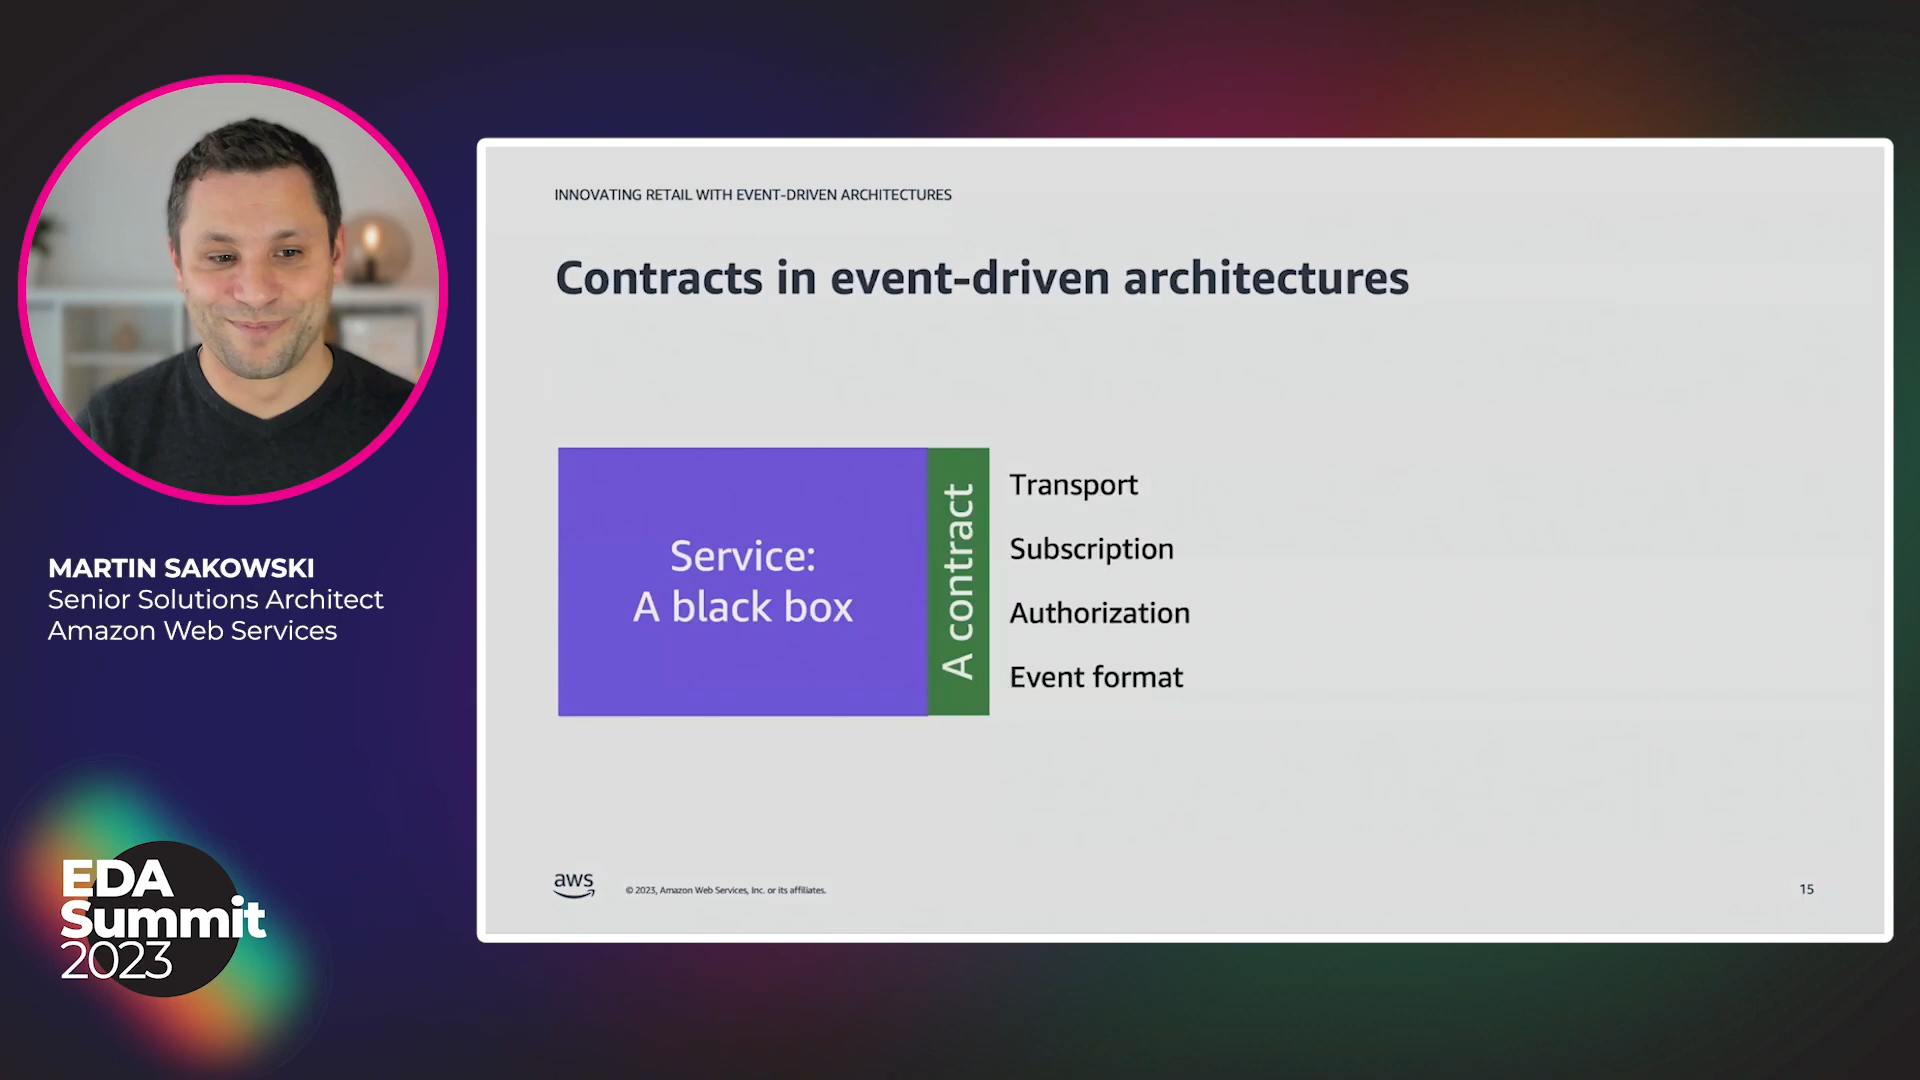 MARTIN SAKOWSKI
Senior Solutions Architect
Amazon Web Services
EDA
Summit
2023
INNOVATING RETAIL WITH EVENT-DRIVEN ARCHITECTURES
Contracts in event-driven architectures
Service:
A black box
A contract
Transport
Subscription
Authorization
Event format
aws
© 2023, Amazon Web Services, Inc. or its affiliates.
15